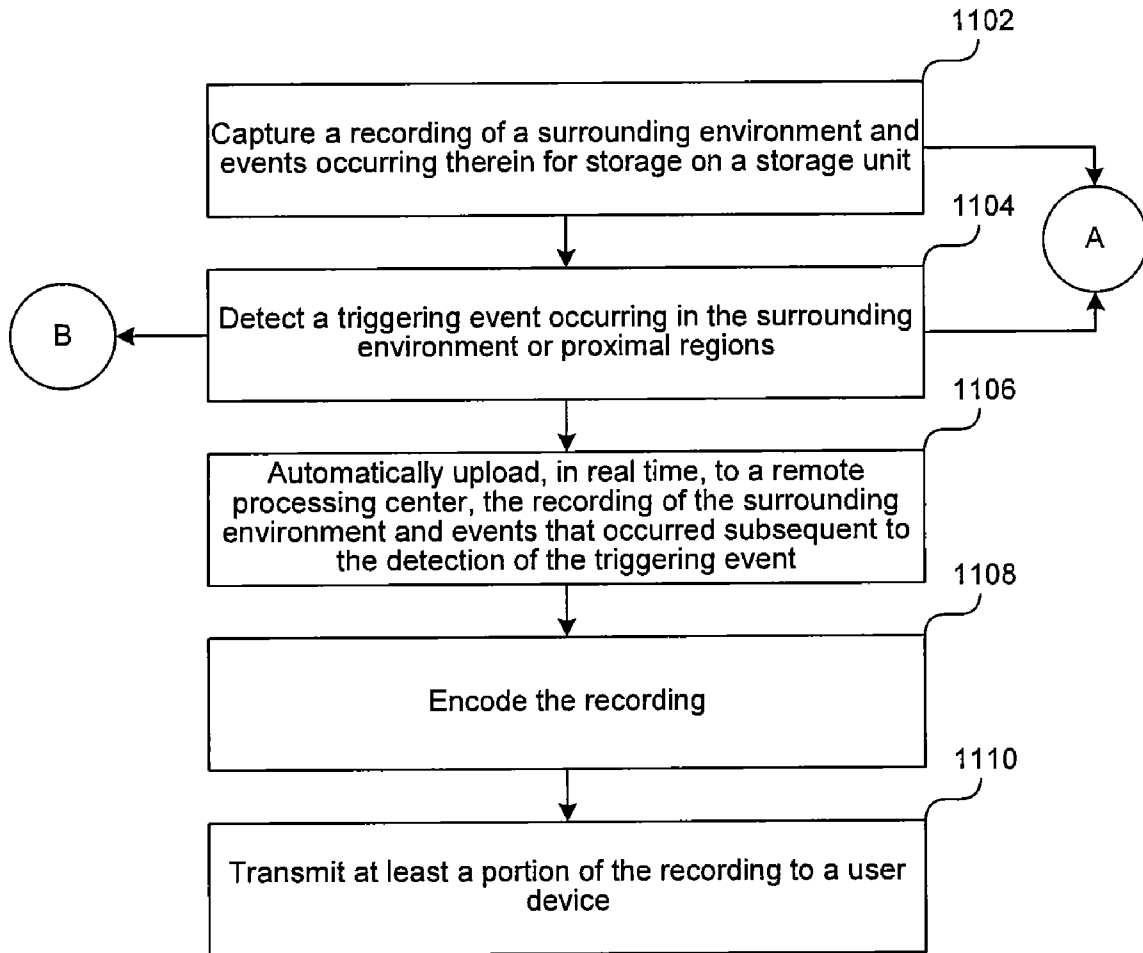 1102
Capture a recording of a surrounding environment and
events occurring therein for storage on a storage unit
1104
A
Detect a triggering event occurring in the surrounding
environment or proximal regions
B
1106
Automatically upload, in real time, to a remote
processing center, the recording of the surrounding
environment and events that occurred subsequent to
the detection of the triggering event
1108
Encode the recording
1110
Transmit at least a portion of the recording to a user
device